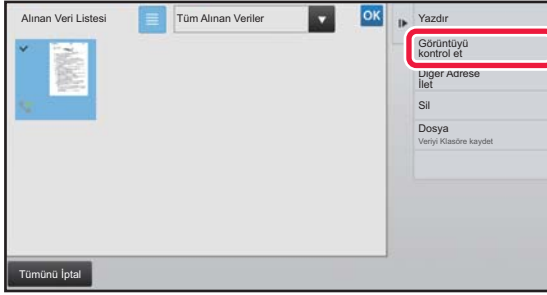 Alınan Veri Listesi
Tüm Alınan Veriler
OK
Yazdır
Görüntüyü
kontrol et
Diğer Adrese
İlet
Sil
Dosya
Veriyi Klasöre kaydet
Tümünü İptal